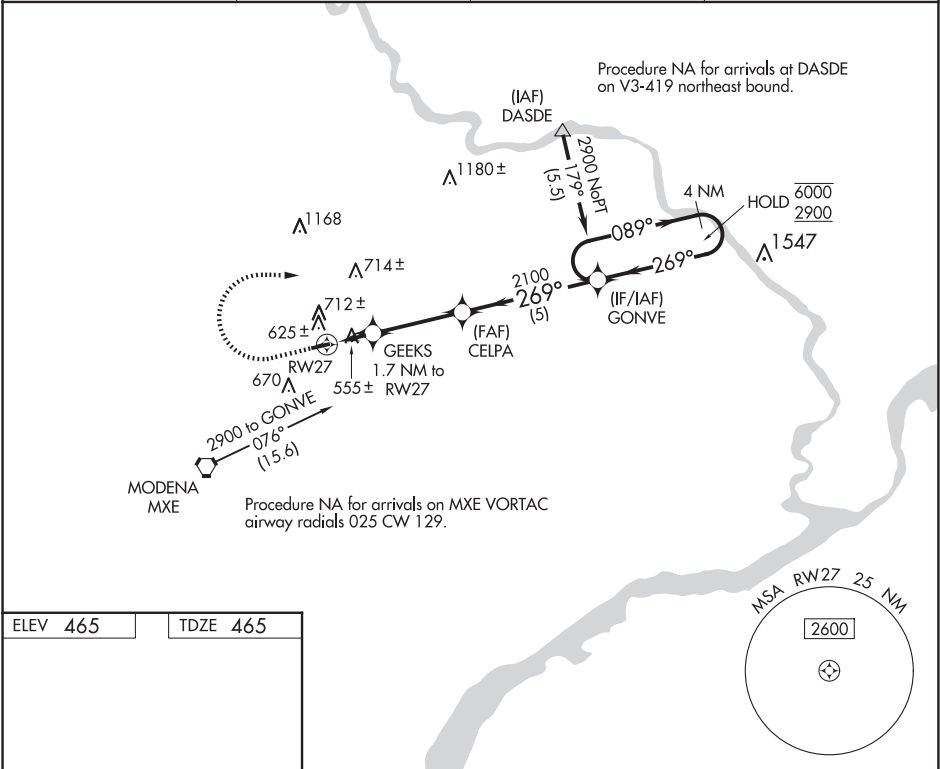 Procedure NA for arrivals at DASDE
on V3-419 northeast bound.
(IAF)
DASDE
2900 NoPT
179°
(5.5)
1180 ±
4 NM
HOLD 6000
2900
1168
089°
1547
714 ±
269°
2100
269°
(5)
(IF/IAF)
GONVE
712 ±
625 ±
(FAF)
CELPA
GEEKS
1.7 NM to
RW27
RW27
555 ±
670
2900 to GONVE
076°
(15.6)
MODENA
MXE
Procedure NA for arrivals on MXE VORTAC
airway radials 025 CW 129.
MSA RW27 25 NM
2600
ELEV 465
TDZE 465